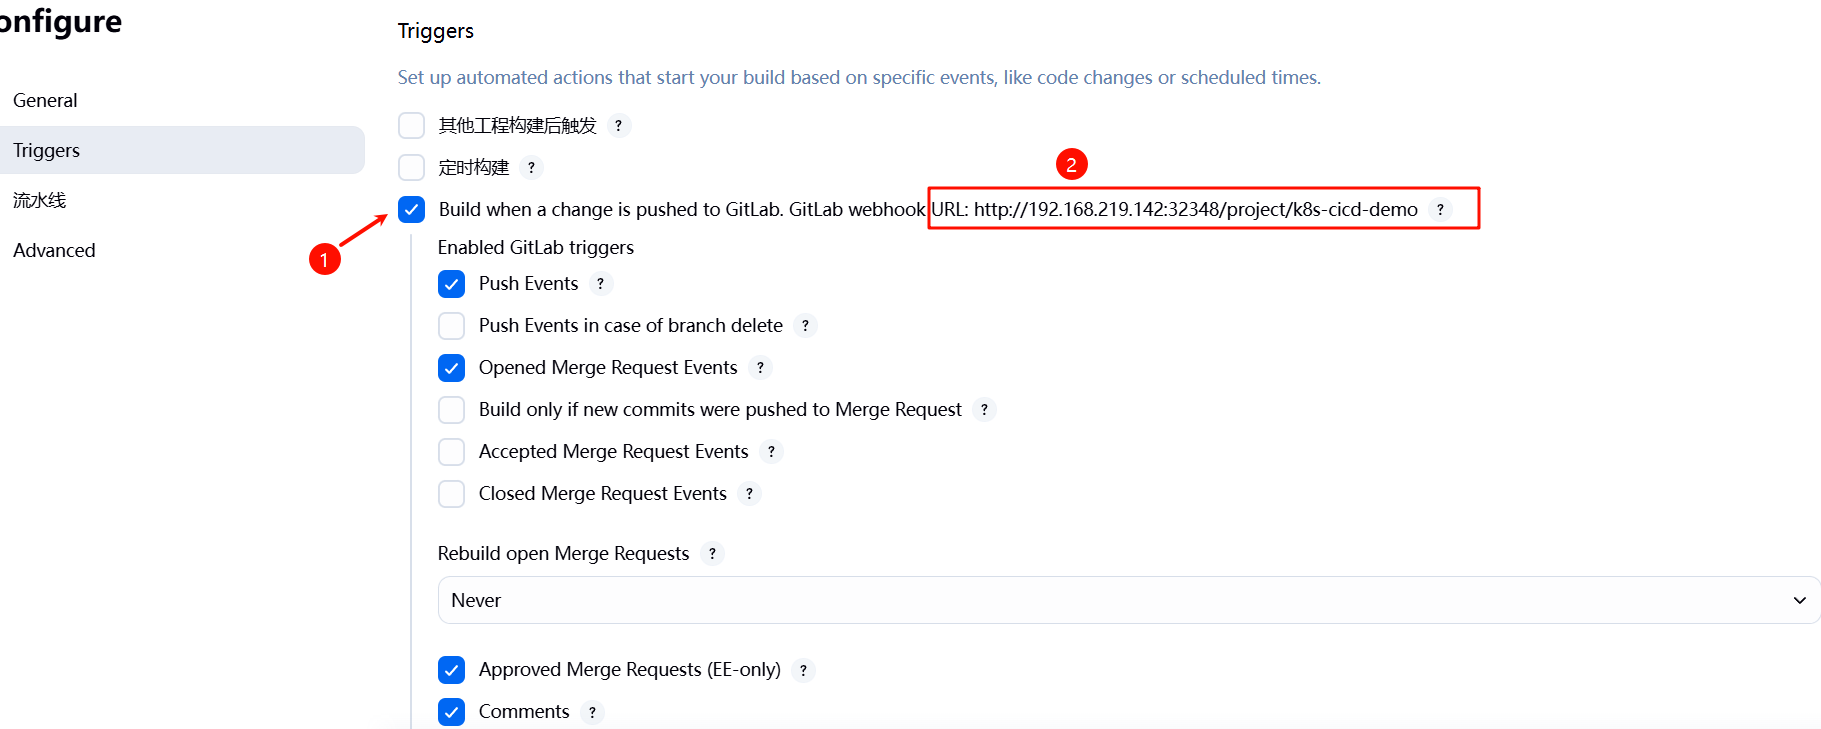 onfigure
General
Triggers
流水线
Advanced
Triggers
Set up automated actions that start your build based on specific events, like code changes or scheduled times.
其他工程构建后触发 ?
定时构建 ?
2
Build when a change is pushed to GitLab. GitLab webhook URL: http://192.168.219.142:32348/project/k8s-cicd-demo ?
1
Enabled GitLab triggers
Push Events ?
Push Events in case of branch delete ?
Opened Merge Request Events ?
Build only if new commits were pushed to Merge Request ?
Accepted Merge Request Events ?
Closed Merge Request Events ?
Rebuild open Merge Requests ?
Never
Approved Merge Requests (EE-only) ?
Comments ?